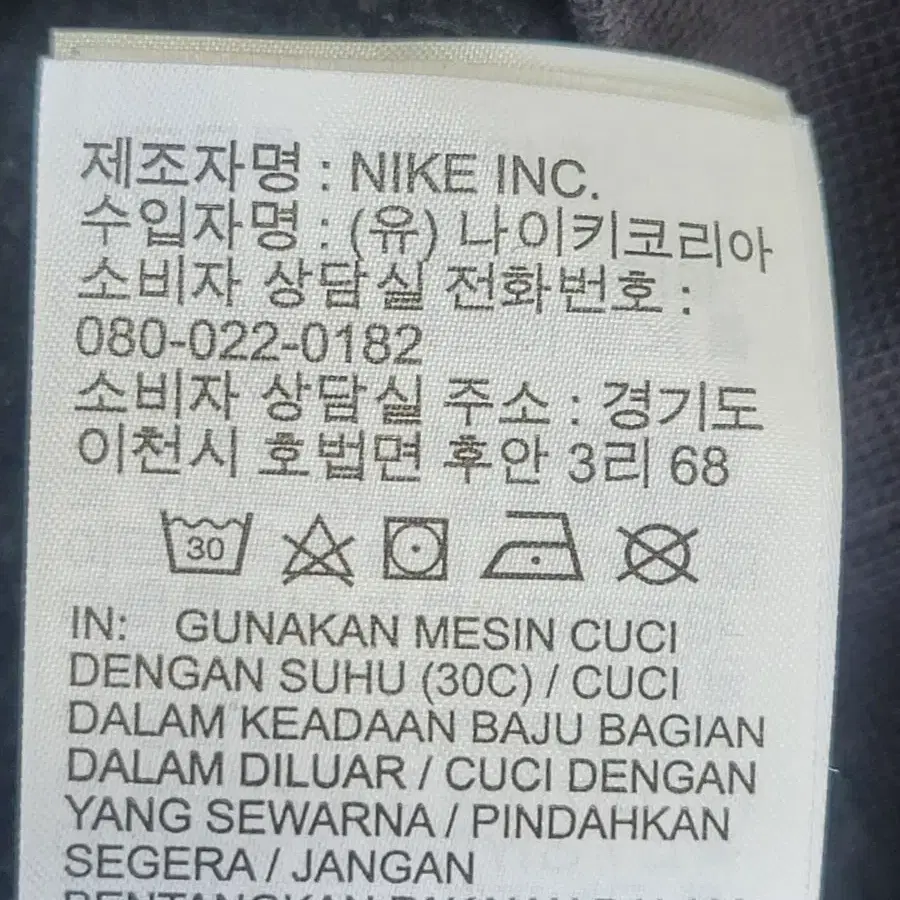 제조자명 : NIKE INC.
수입자명 : (유) 나이키코리아
소비자 상담실 전화번호 :
080-022-0182
소비자 상담실 주소 : 경기도
이천시 호법면 후안 3리 68
30
IN: GUNAKAN MESIN CUCI
DENGAN SUHU (30C) / CUCI
DALAM KEADAAN BAJU BAGIAN
DALAM DILUAR / CUCI DENGAN
YANG SEWARNA / PINDAHKAN
SEGERA / JANGAN